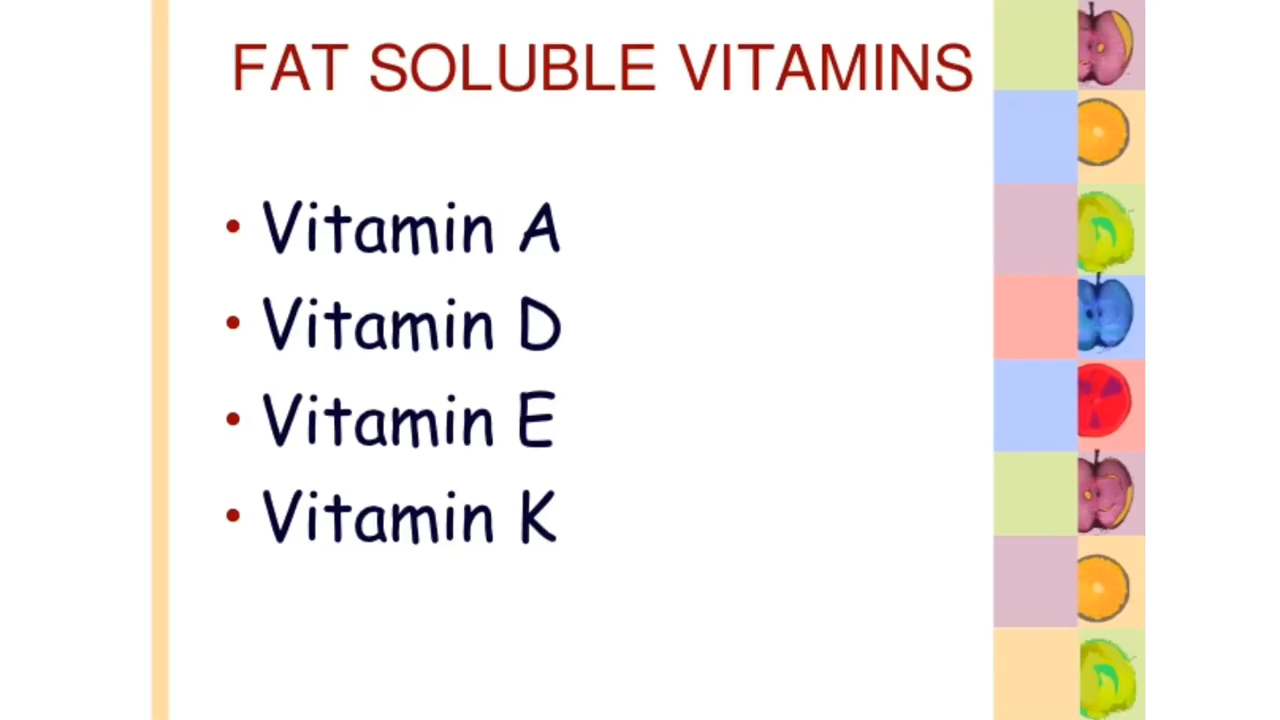 FAT SOLUBLE VITAMINS
• Vitamin A
• Vitamin D
• Vitamin E
• Vitamin K